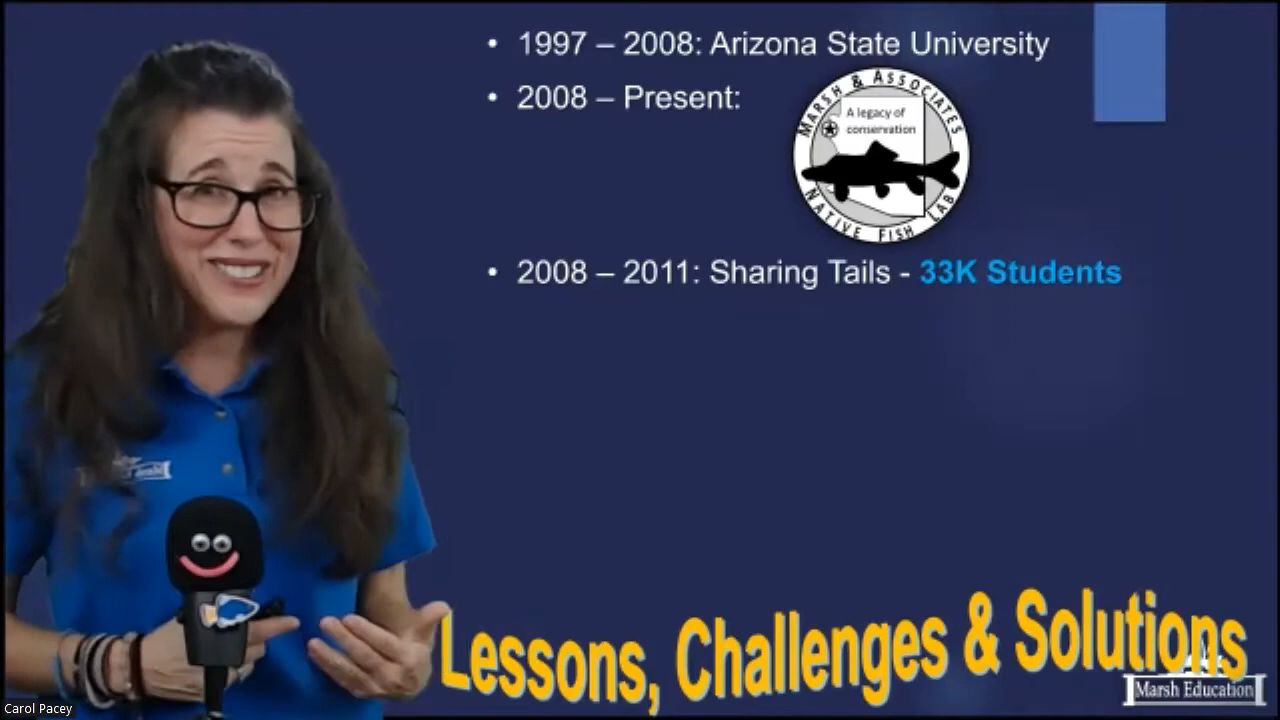 • 1997 – 2008: Arizona State University
• 2008 – Present:
MARSH & ASSOCIATES
A legacy of
conservation
NATIVE FISH LAB
• 2008 – 2011: Sharing Tails - 33K Students
Lessons, Challenges & Solutions
Marsh Education
Carol Pacey